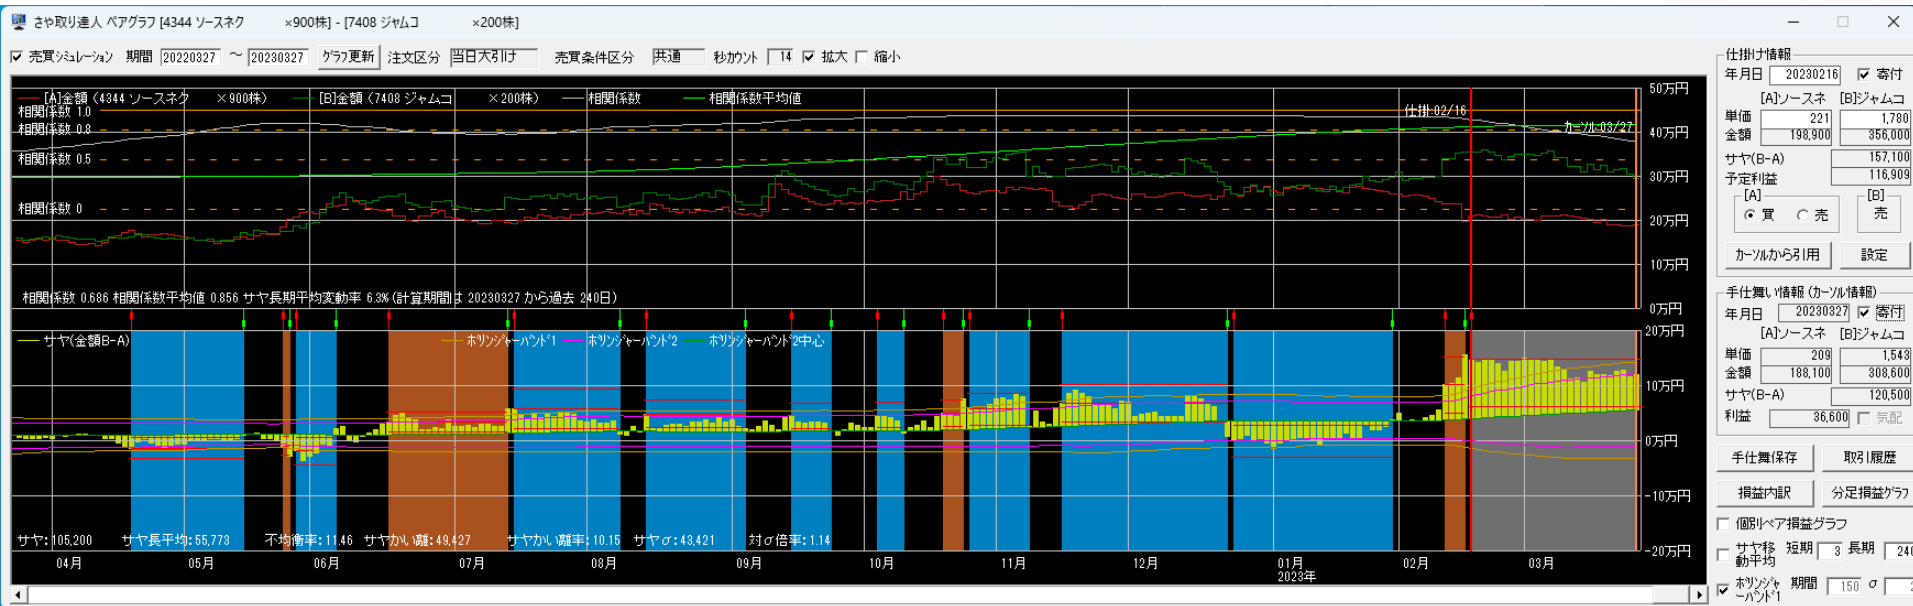 さや取り達人 ペアグラフ [4344 ソースネク ×900株] - [7408 ジャムコ ×200株]
売買ｼﾐｭﾚｰｼｮﾝ 期間 20220327 ～ 20230327 ｸﾞﾗﾌ更新 注文区分 当日大引け 売買条件区分 共通 秒ｶｳﾝﾄ 14 拡大 縮小
[A]金額 (4344 ソースネク ×900株) [B]金額 (7408 ジャムコ ×200株) 相関係数 相関係数平均値
相関係数 1.0
相関係数 0.8
相関係数 0.5
相関係数 0
仕掛:02/16
ｶｰｿﾙ:03/27
50万円
40万円
30万円
20万円
10万円
0万円
相関係数 0.686 相関係数平均値 0.856 サヤ長期平均変動率 6.3% (計算期間は 20230327 から過去 240日)
サヤ(金額B-A) ﾎﾞﾘﾝｼﾞｬｰﾊﾞﾝﾄﾞ1 ﾎﾞﾘﾝｼﾞｬｰﾊﾞﾝﾄﾞ2 ﾎﾞﾘﾝｼﾞｬｰﾊﾞﾝﾄﾞ2中心
20万円
10万円
0万円
-10万円
-20万円
サヤ:105,200 サヤ長平均:55,773 不均衡率:11.46 サヤかい離:49,427 サヤかい離率:10.15 サヤσ:43,421 対σ倍率:1.14
04月 05月 06月 07月 08月 09月 10月 11月 12月 01月 02月 03月
2023年
仕掛け情報
年月日 20230216 寄付
[A]ソースネ [B]ジャムコ
単価 221 1,780
金額 198,900 356,000
サヤ(B-A) 157,100
予定利益 116,909
[A] [B]
買 売 売
ｶｰｿﾙから引用 設定
手仕舞い情報 (ｶｰｿﾙ情報)
年月日 20230327 寄付
[A]ソースネ [B]ジャムコ
単価 209 1,543
金額 188,100 308,600
サヤ(B-A) 120,500
利益 36,600 気配
手仕舞保存 取引履歴
損益内訳 分足損益ｸﾞﾗﾌ
個別ペア損益グラフ
サヤ移動平均 短期 3 長期 240
ﾎﾞﾘﾝｼﾞｬｰﾊﾞﾝﾄﾞ1 期間 150 σ